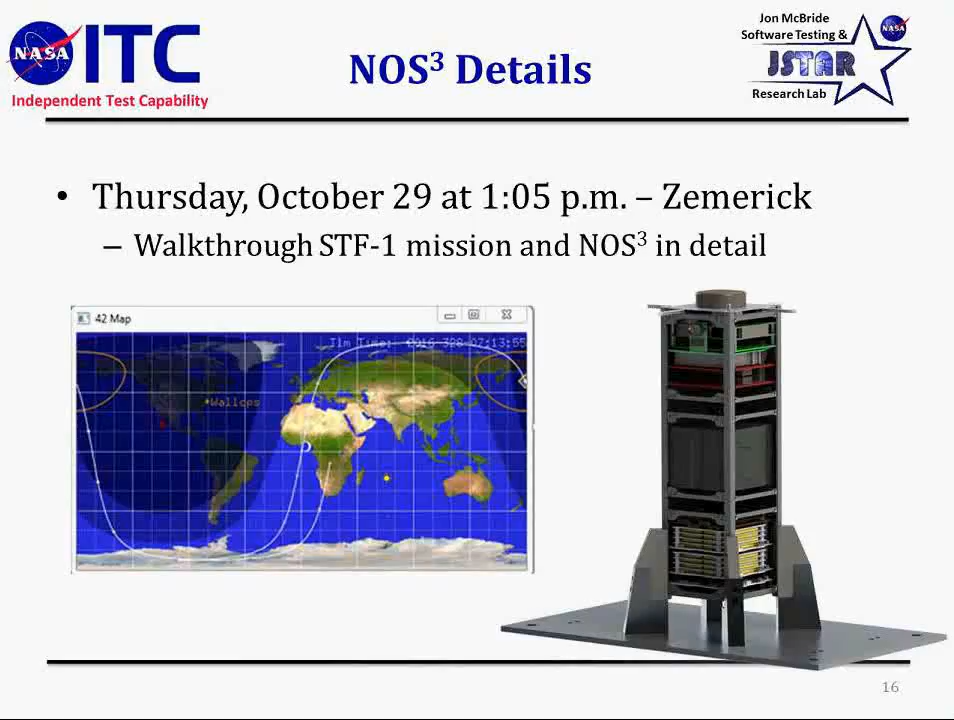 NASA
ITC
Independent Test Capability
NOS³ Details
Jon McBride
Software Testing &
JSTAR
Research Lab
NASA
• Thursday, October 29 at 1:05 p.m. – Zemerick
– Walkthrough STF-1 mission and NOS³ in detail
42 Map
Wallops
16